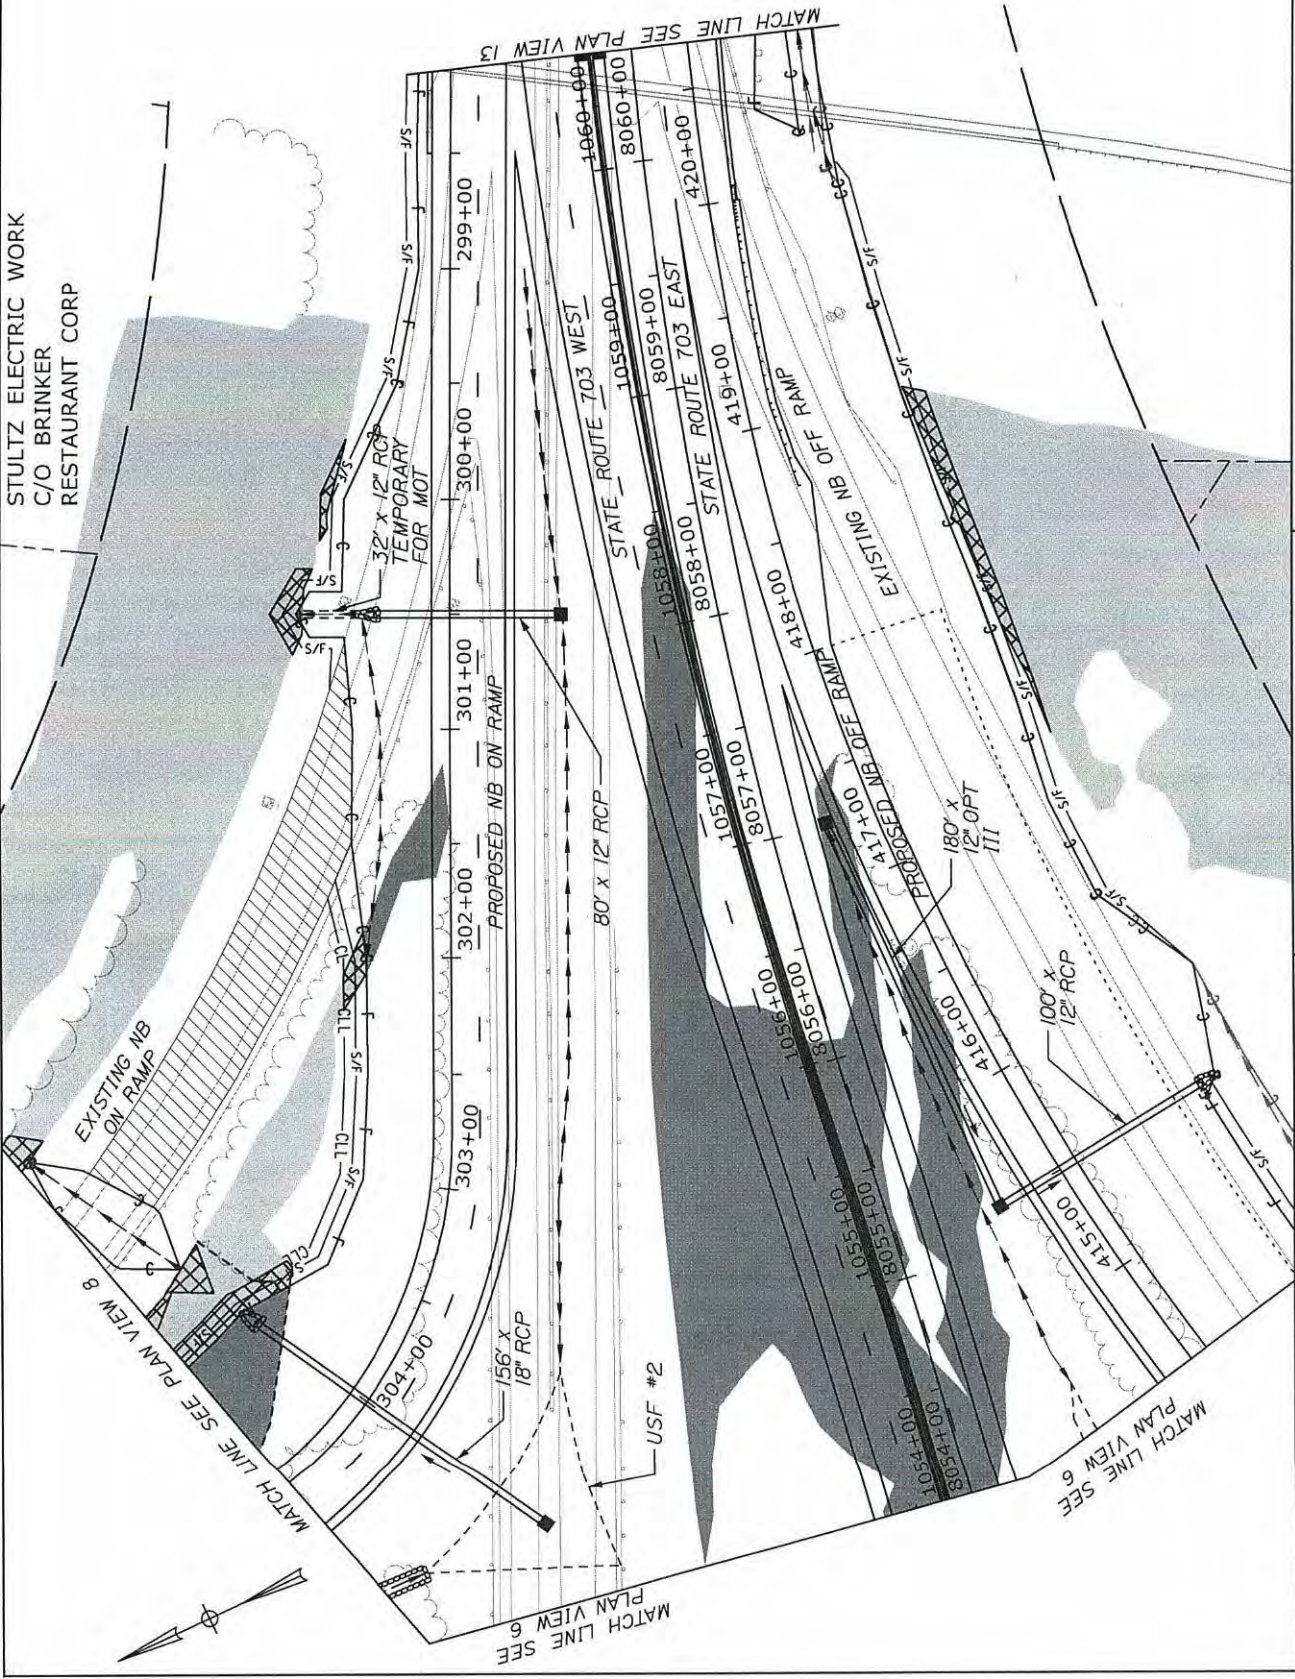 STULTZ ELECTRIC WORK
C/O BRINKER
RESTAURANT CORP
MATCH LINE SEE PLAN VIEW 13
S/F
F
S/F
F
S/F
F
S/F
C
299+00
300+00
301+00
302+00
303+00
304+00
32' x 12" RCP
TEMPORARY
FOR MOT
S/F
C
S/F
S/F
C
C
PROPOSED NB ON RAMP
80' x 12" RCP
EXISTING NB
ON RAMP
CL
CLL
F
S/F
CLL
F
S/F
F
C
C
S
CLL
S/F
MATCH LINE SEE PLAN VIEW 8
156' x
18" RCP
USF #2
MATCH LINE SEE
PLAN VIEW 6
STATE ROUTE 703 WEST
STATE ROUTE 703 EAST
1060+00
8060+00
1059+00
8059+00
1058+00
8058+00
1057+00
8057+00
1056+00
8056+00
1055+00
8055+00
1054+00
8054+00
420+00
419+00
418+00
417+00
416+00
415+00
EXISTING NB OFF RAMP
PROPOSED NB OFF RAMP
180' x
12" OPT
III
100' x
12" RCP
F
C
C
C
F
CC
S/F
C
S/F
C
C
S/F
C
S/F
C
S/F
C
S/F
CC
C
F
F
S/F
C
MATCH LINE SEE
PLAN VIEW 6